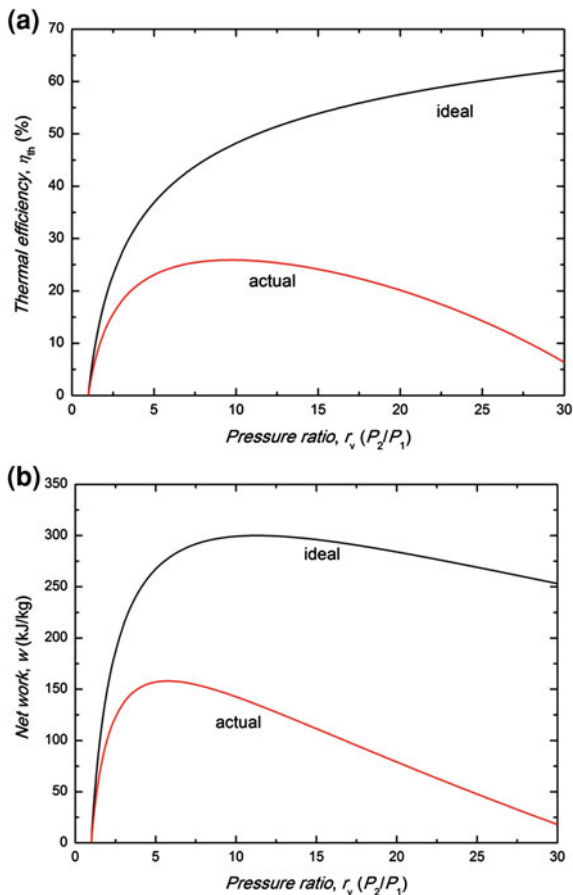 (a)
Thermal efficiency, ηth (%)
70
60
50
40
30
20
10
0
ideal
actual
0 5 10 15 20 25 30
Pressure ratio, rv (P2/P1)
(b)
Net work, w (kJ/kg)
350
300
250
200
150
100
50
0
ideal
actual
0 5 10 15 20 25 30
Pressure ratio, rv (P2/P1)